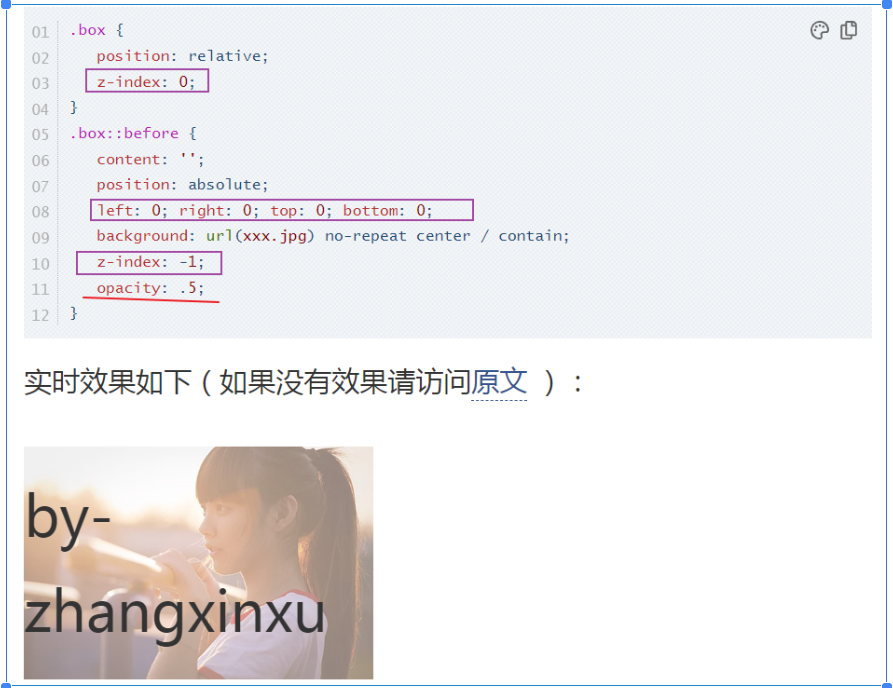 01 .box {
02 position: relative;
03 z-index: 0;
04 }
05 .box::before {
06 content: '';
07 position: absolute;
08 left: 0; right: 0; top: 0; bottom: 0;
09 background: url(xxx.jpg) no-repeat center / contain;
10 z-index: -1;
11 opacity: .5;
12 }
实时效果如下（如果没有效果请访问原文 ）：
by-
zhangxinxu